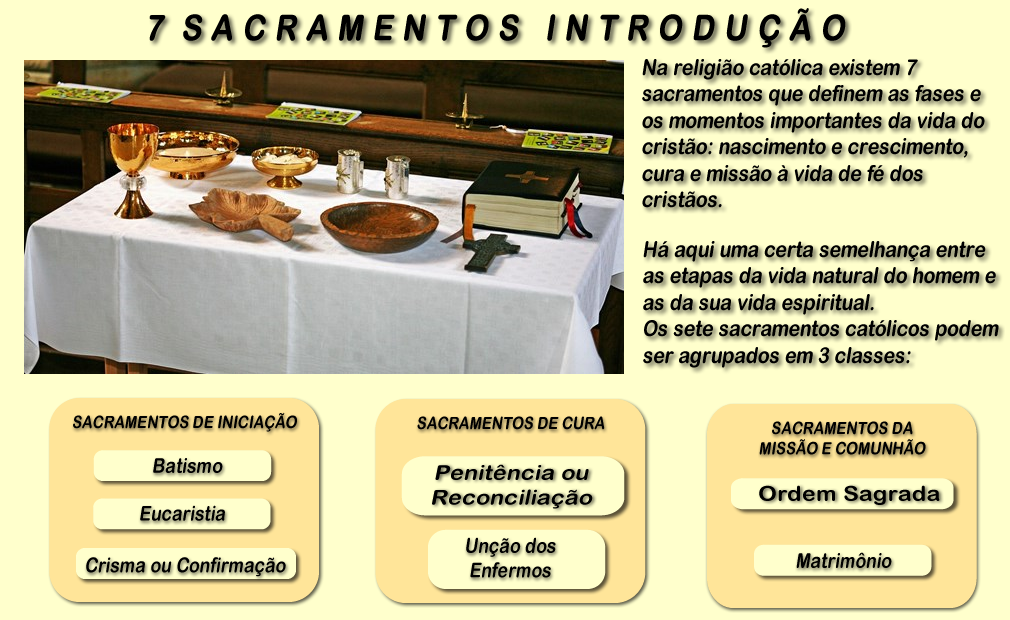 7 SACRAMENTOS INTRODUÇÃO
Na religião católica existem 7
sacramentos que definem as fases e
os momentos importantes da vida do
cristão: nascimento e crescimento,
cura e missão à vida de fé dos
cristãos.
Há aqui uma certa semelhança entre
as etapas da vida natural do homem e
as da sua vida espiritual.
Os sete sacramentos católicos podem
ser agrupados em 3 classes:
SACRAMENTOS DE INICIAÇÃO
Batismo
Eucaristia
Crisma ou Confirmação
SACRAMENTOS DE CURA
Penitência ou
Reconciliação
Unção dos
Enfermos
SACRAMENTOS DA
MISSÃO E COMUNHÃO
Ordem Sagrada
Matrimônio